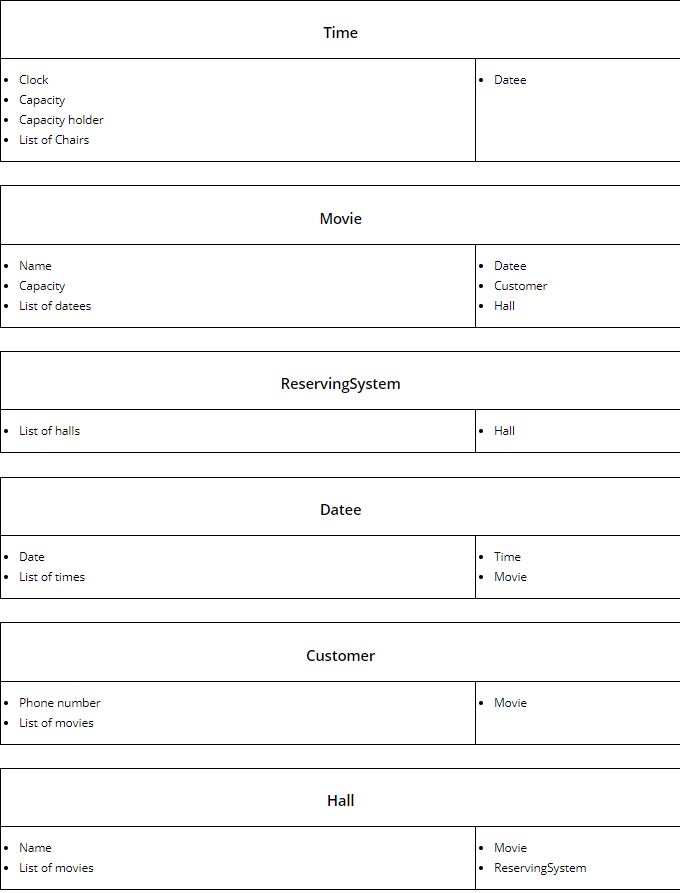 Time
Clock
Capacity
Capacity holder
List of Chairs
Datee
Movie
Name
Capacity
List of datees
Datee
Customer
Hall
ReservingSystem
List of halls
Hall
Datee
Date
List of times
Time
Movie
Customer
Phone number
List of movies
Movie
Hall
Name
List of movies
Movie
ReservingSystem